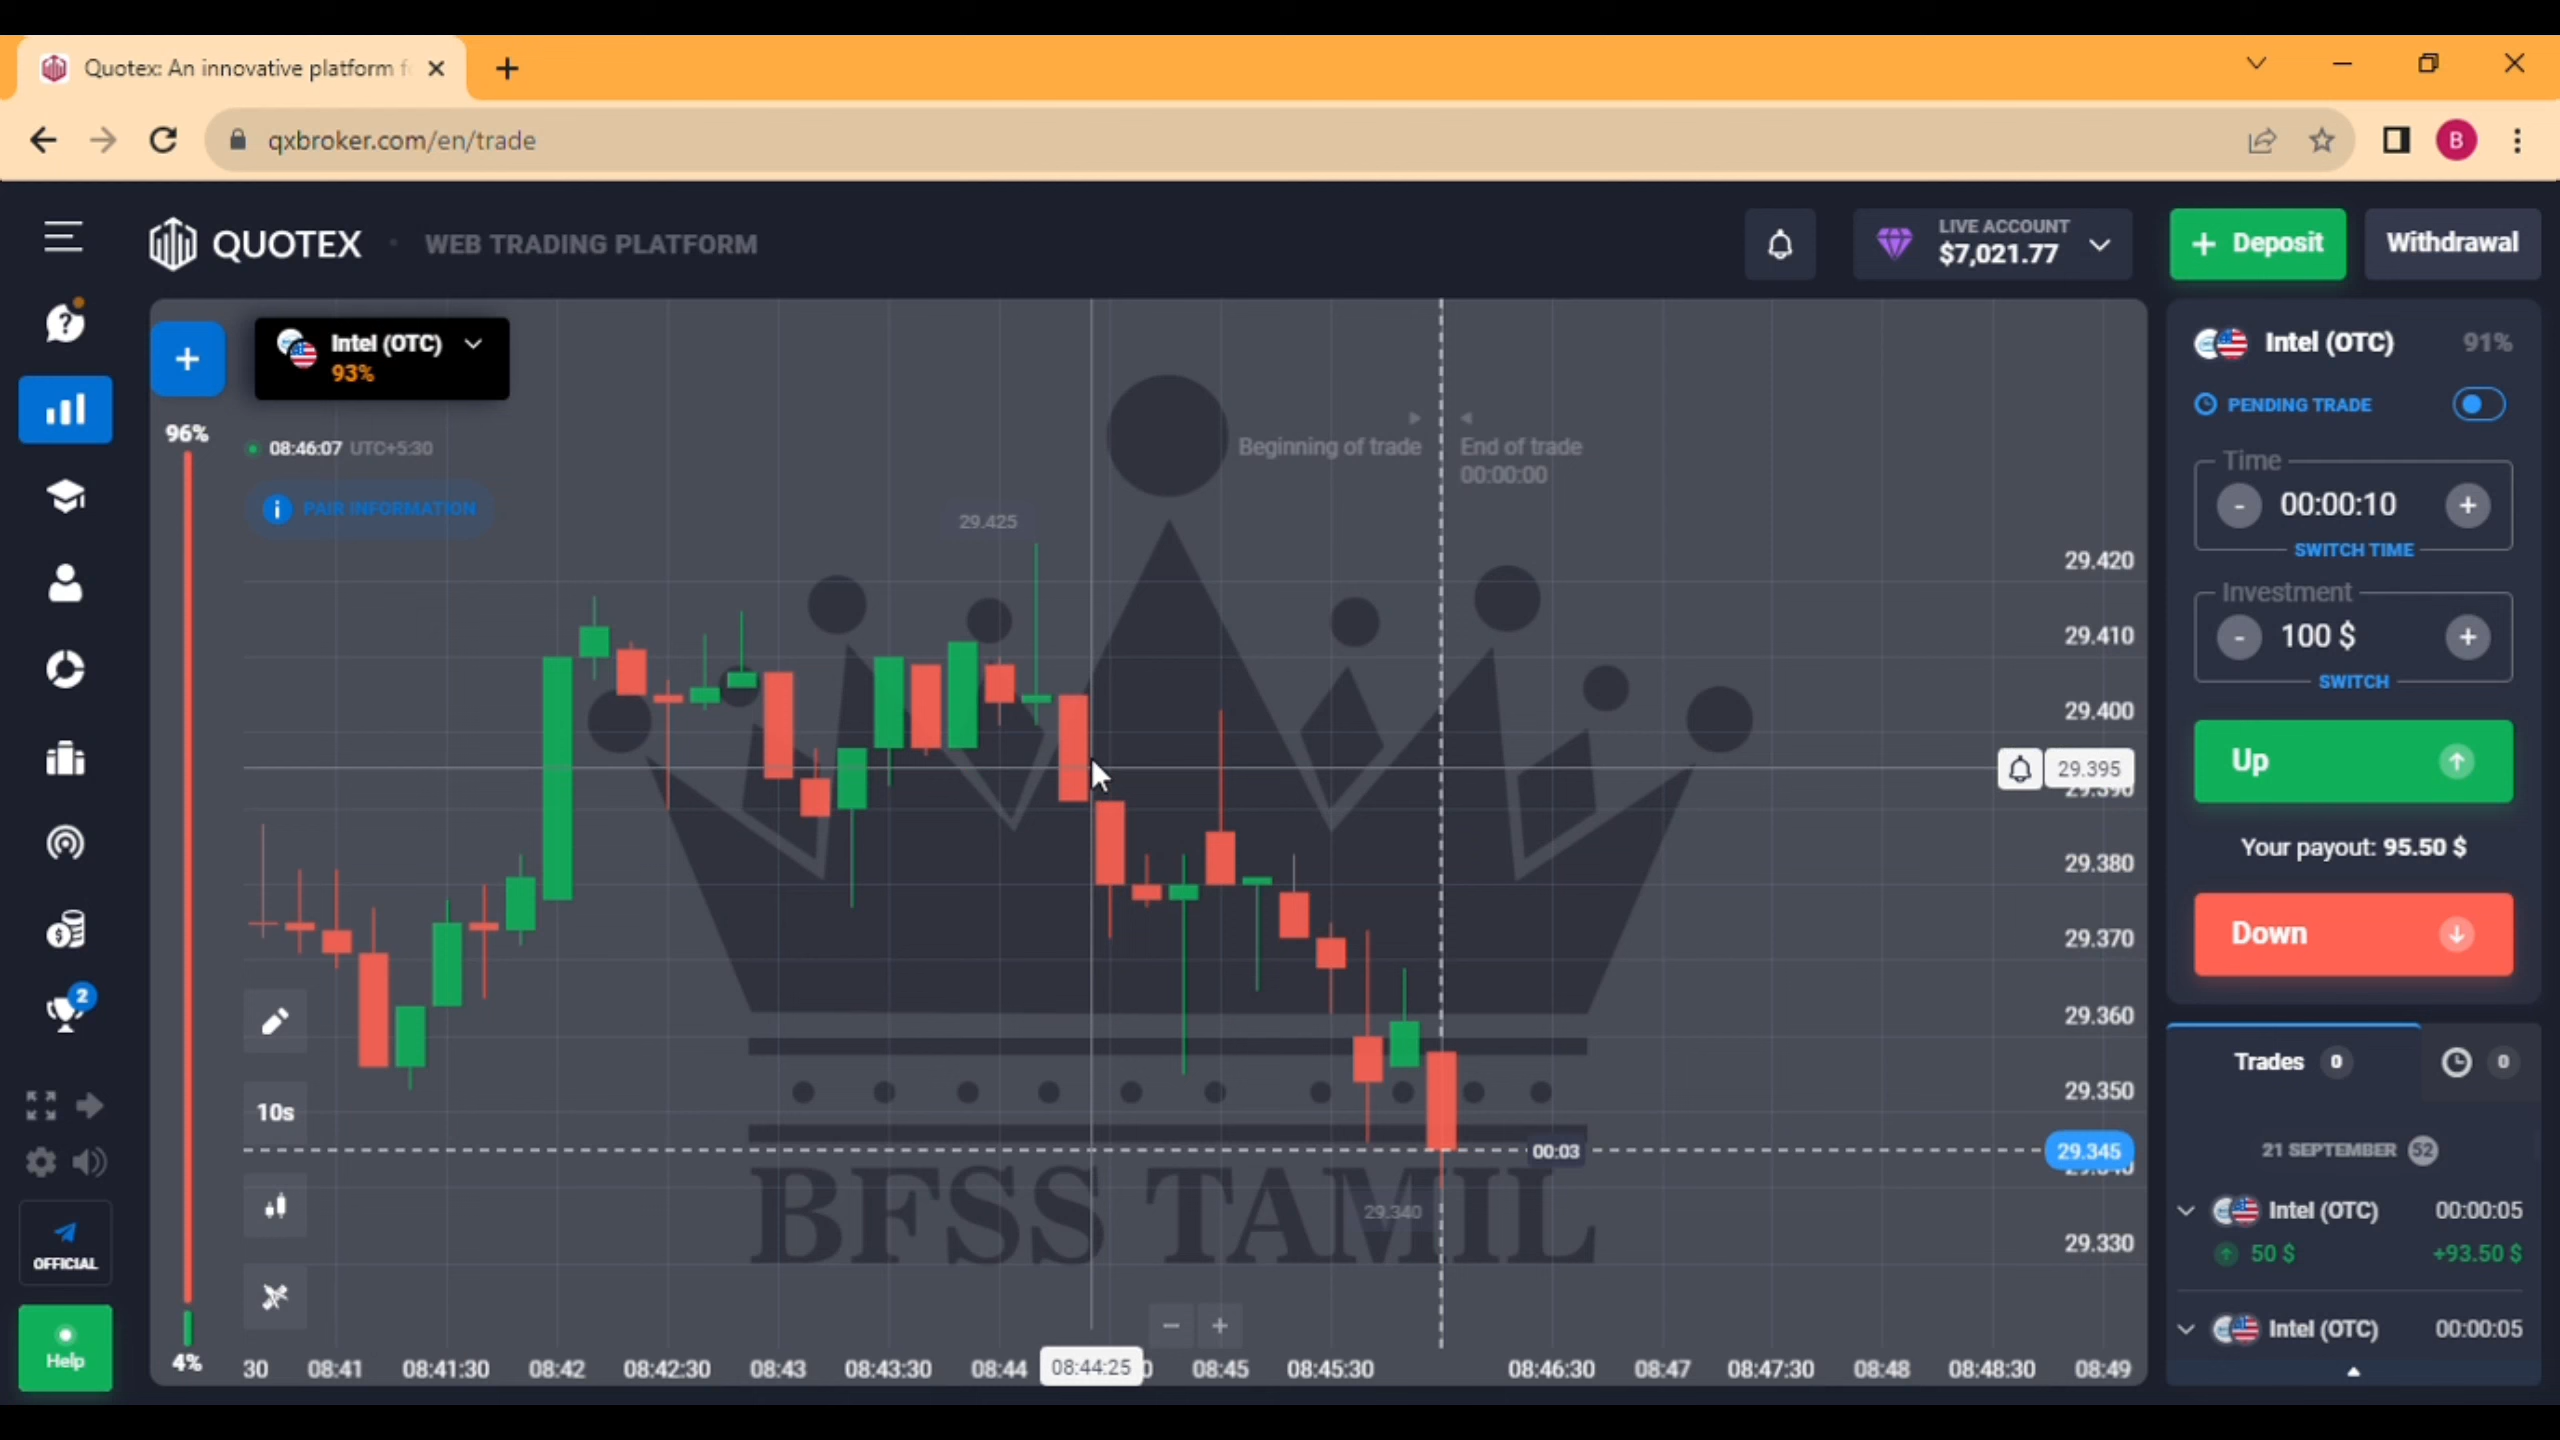 Quotex: An innovative platform f
qxbroker.com/en/trade
B
QUOTEX
WEB TRADING PLATFORM
LIVE ACCOUNT
$7,021.77
+ Deposit
Withdrawal
+
Intel (OTC)
93%
96%
08:46:07 UTC+5:30
PAIR INFORMATION
29.425
Beginning of trade
End of trade
00:00:00
29.420
29.410
29.400
29.395
29.380
29.370
29.360
29.350
10s
00:03
29.345
BFSS TAMIL
29.340
29.330
2
OFFICIAL
Help
4%
30 08:41 08:41:30 08:42 08:42:30 08:43 08:43:30 08:44 08:44:25 08:45 08:45:30 08:46:30 08:47 08:47:30 08:48 08:48:30 08:49
Intel (OTC) 91%
PENDING TRADE
Time
- 00:00:10 +
SWITCH TIME
Investment
- 100 $ +
SWITCH
Up
Your payout: 95.50 $
Down
Trades 0 0
21 SEPTEMBER 52
Intel (OTC) 00:00:05
50 $ +93.50 $
Intel (OTC) 00:00:05